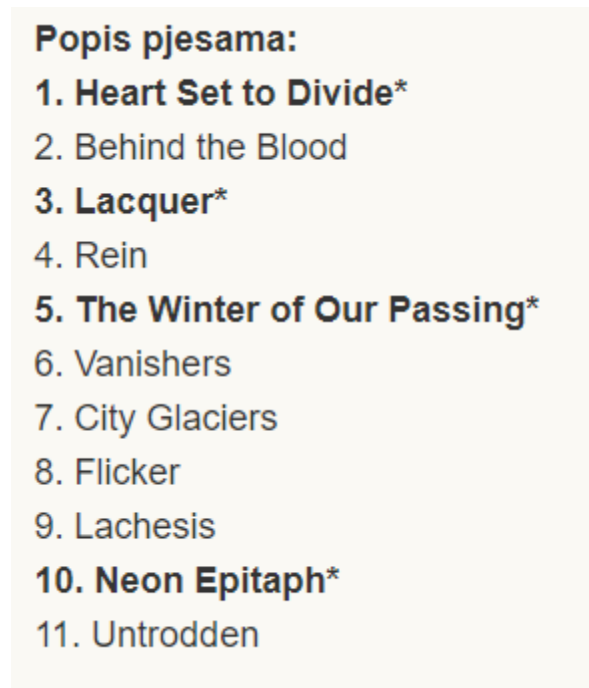 Popis pjesama:
1. Heart Set to Divide*
2. Behind the Blood
3. Lacquer*
4. Rein
5. The Winter of Our Passing*
6. Vanishers
7. City Glaciers
8. Flicker
9. Lachesis
10. Neon Epitaph*
11. Untrodden